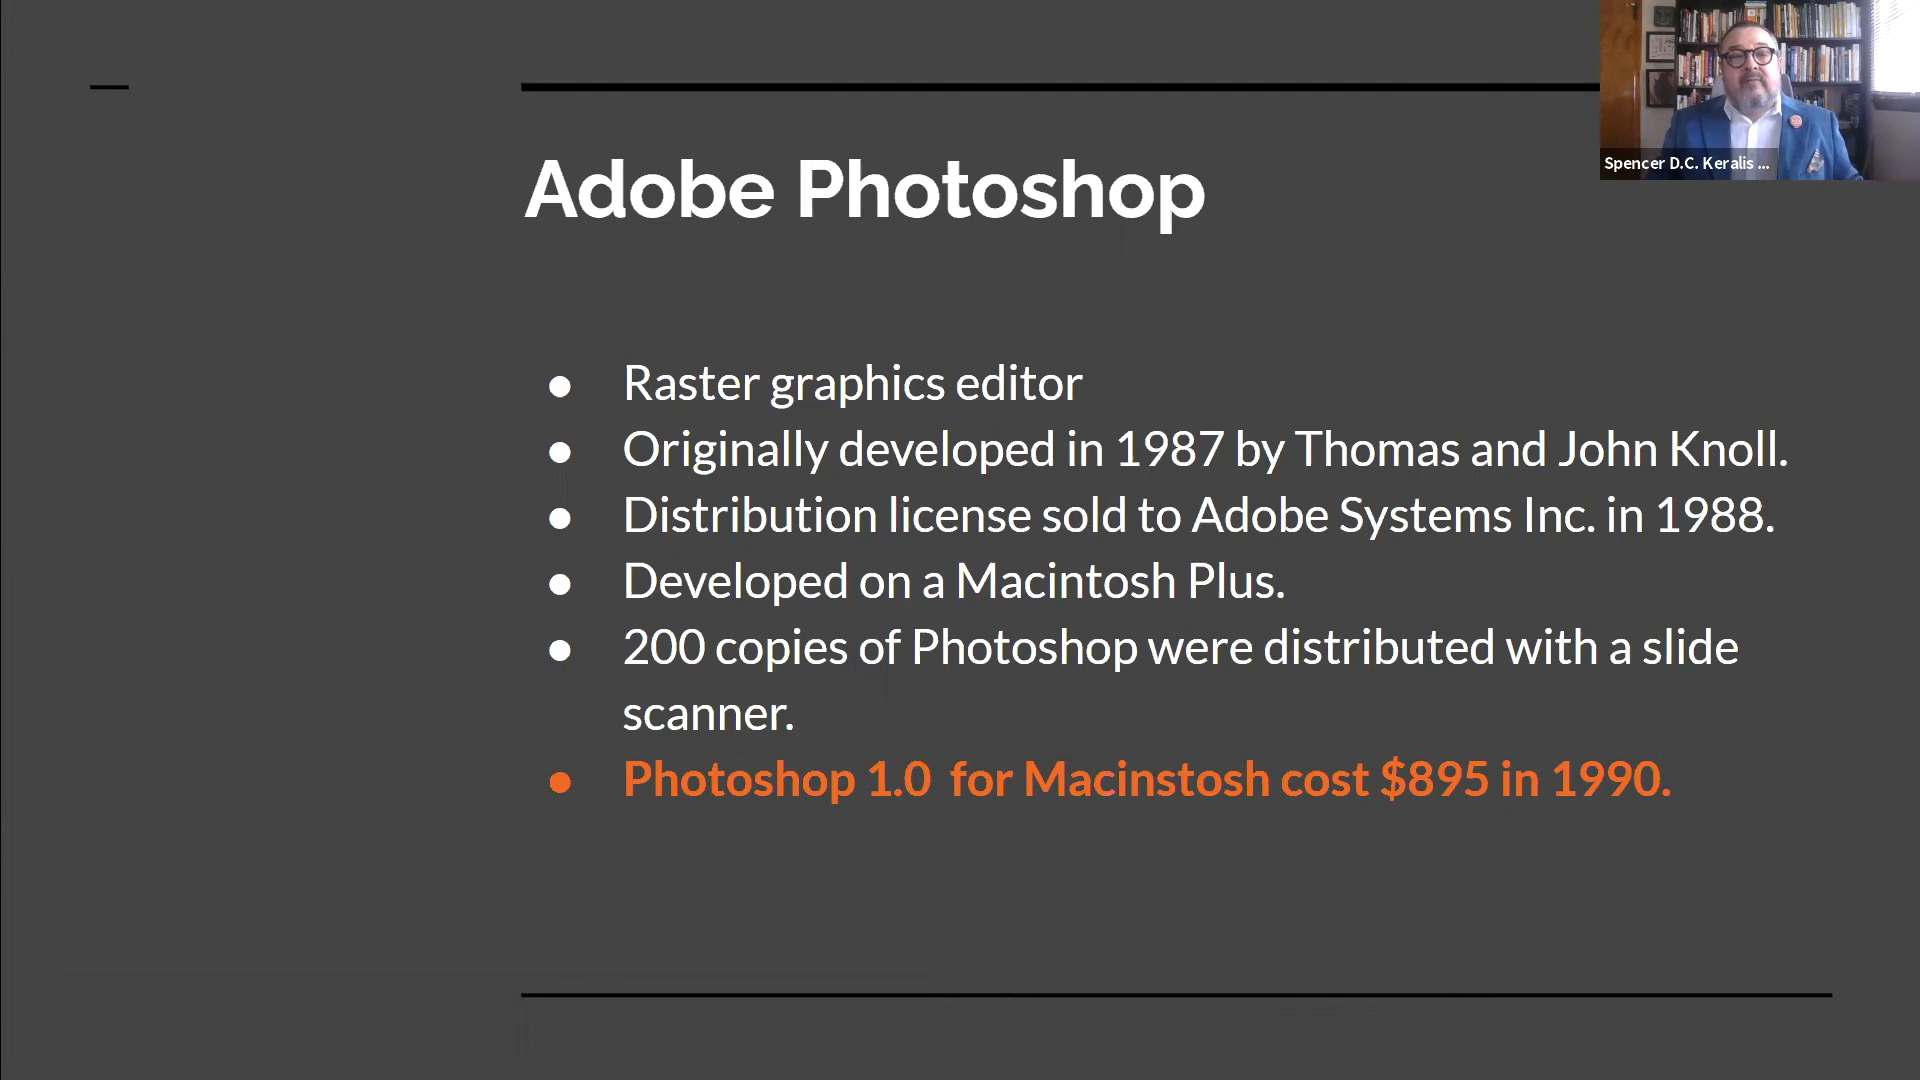 Adobe Photoshop
Spencer D.C. Keralis ...
● Raster graphics editor
● Originally developed in 1987 by Thomas and John Knoll.
● Distribution license sold to Adobe Systems Inc. in 1988.
● Developed on a Macintosh Plus.
● 200 copies of Photoshop were distributed with a slide
scanner.
● Photoshop 1.0  for Macinstosh cost $895 in 1990.